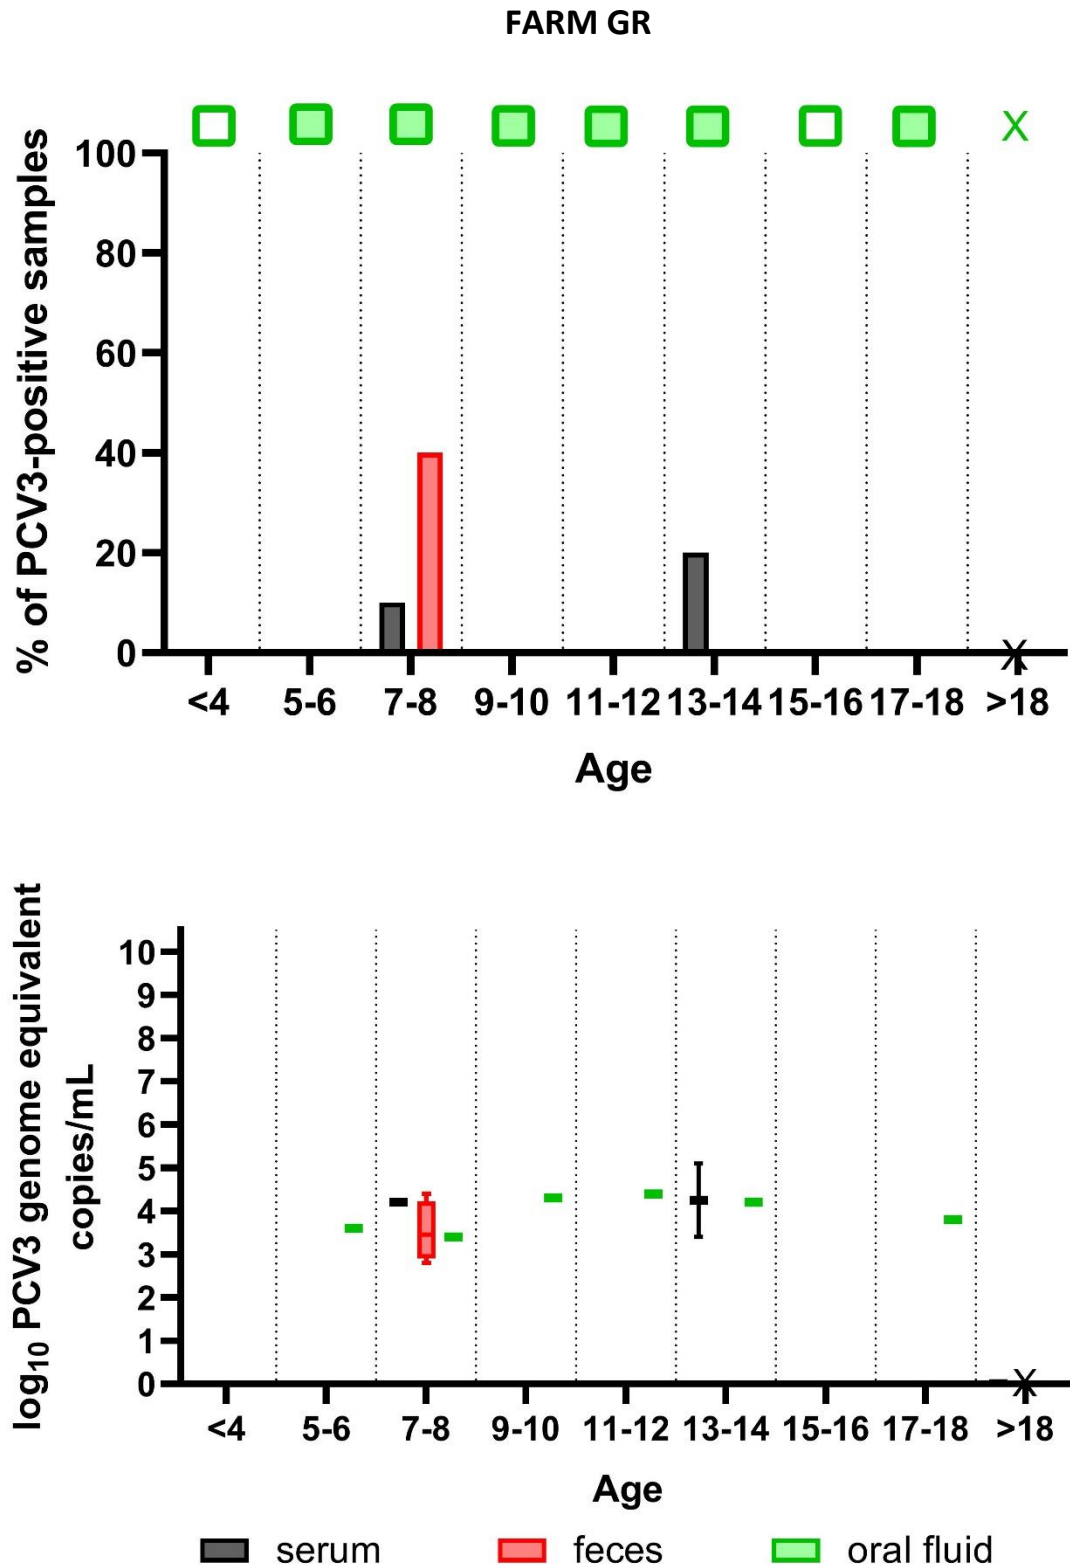 FARM GR
X
% of PCV3-positive samples
100
80
60
40
20
0
X
<4 5-6 7-8 9-10 11-12 13-14 15-16 17-18 >18
Age
log10 PCV3 genome equivalent
copies/mL
10
9
8
7
6
5
4
3
2
1
0
X
<4 5-6 7-8 9-10 11-12 13-14 15-16 17-18 >18
Age
serum feces oral fluid